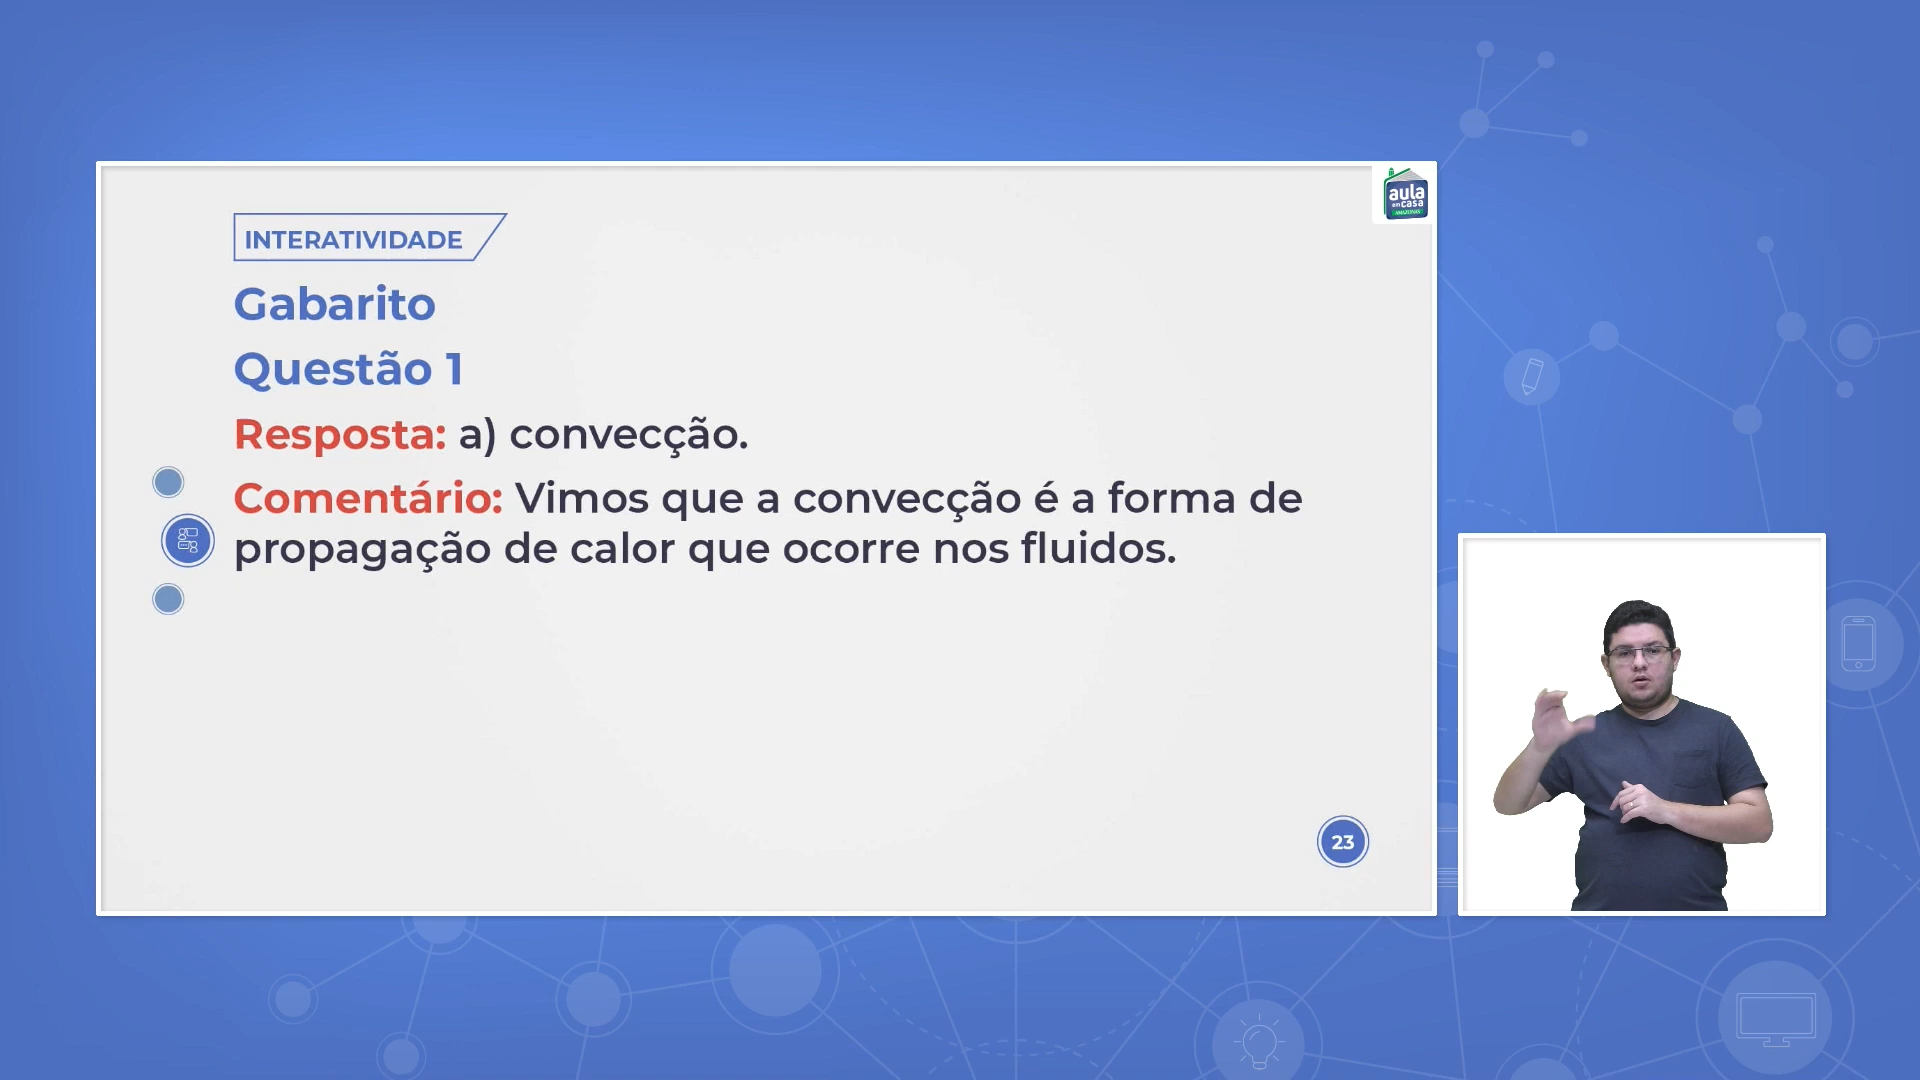 aula
em casa
AMAZONAS
INTERATIVIDADE
Gabarito
Questão 1
Resposta: a) convecção.
Comentário: Vimos que a convecção é a forma de
propagação de calor que ocorre nos fluidos.
23